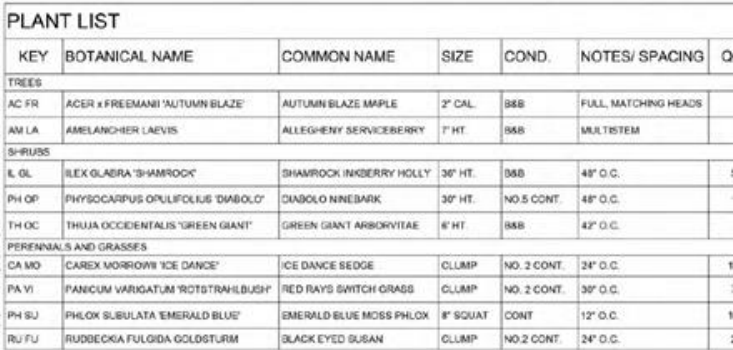 PLANT LIST
KEY BOTANICAL NAME COMMON NAME SIZE COND. NOTES/ SPACING
TREES
AC FR ACER x FREEMANII 'AUTUMN BLAZE' AUTUMN BLAZE MAPLE 2" CAL. B&B FULL, MATCHING HEADS
AM LA AMELANCHIER LAEVIS ALLEGHENY SERVICEBERRY 7' HT. B&B MULTISTEM
SHRUBS
IL GL ILEX GLABRA 'SHAMROCK' SHAMROCK INKBERRY HOLLY 36" HT. B&B 48" O.C.
PH OP PHYSOCARPUS OPULIFOLIUS 'DIABOLO' DIABOLO NINEBARK 30" HT. NO.5 CONT. 48" O.C.
TH OC THUJA OCCIDENTALIS 'GREEN GIANT' GREEN GIANT ARBORVITAE 6' HT B&B 42" O.C.
PERENNIALS AND GRASSES
CA MO CAREX MORROWII 'ICE DANCE' ICE DANCE SEDGE CLUMP NO. 2 CONT. 24" O.C.
PA VI PANICUM VARIGATUM 'ROTSTRAHLBUSH' RED RAYS SWITCH GRASS CLUMP NO. 2 CONT. 30" O.C.
PH SU PHLOX SUBULATA 'EMERALD BLUE' EMERALD BLUE MOSS PHLOX 8" SQUAT CONT 12" O.C.
RU FU RUDBECKIA FULGIDA GOLDSTURM BLACK EYED SUSAN CLUMP NO.2 CONT. 24" O.C.